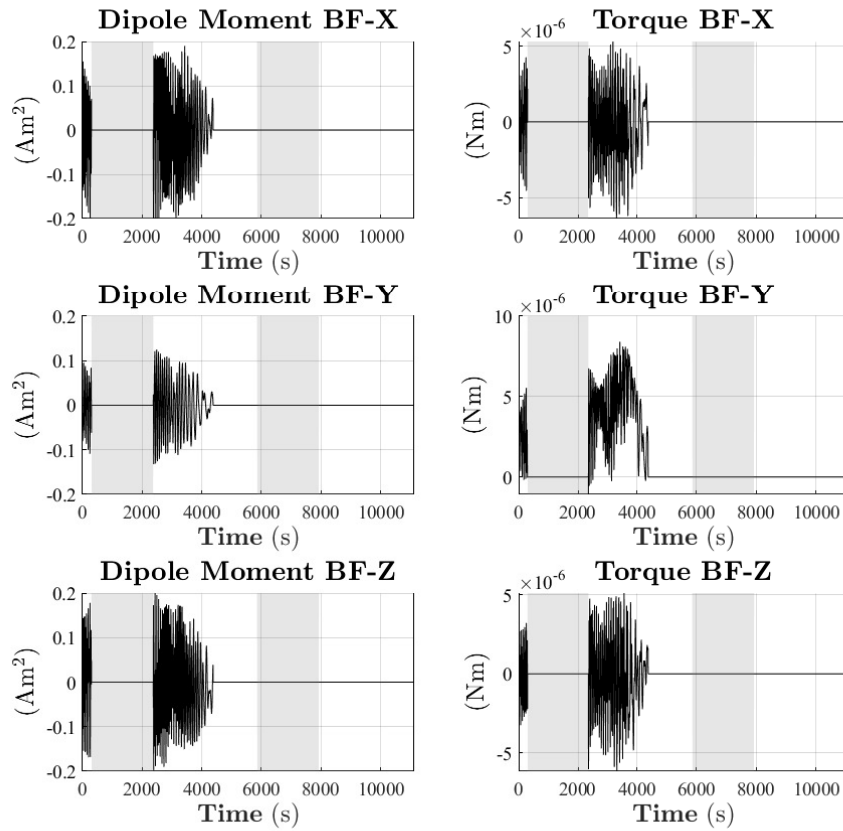 Dipole Moment BF-X
0.2
0.1
0
-0.1
-0.2
(Am²)
0 2000 4000 6000 8000 10000
Time (s)
Torque BF-X
×10⁻⁶
5
0
-5
(Nm)
0 2000 4000 6000 8000 10000
Time (s)
Dipole Moment BF-Y
0.2
0.1
0
-0.1
-0.2
(Am²)
0 2000 4000 6000 8000 10000
Time (s)
Torque BF-Y
×10⁻⁶
10
5
0
(Nm)
0 2000 4000 6000 8000 10000
Time (s)
Dipole Moment BF-Z
0.2
0.1
0
-0.1
-0.2
(Am²)
0 2000 4000 6000 8000 10000
Time (s)
Torque BF-Z
×10⁻⁶
5
0
-5
(Nm)
0 2000 4000 6000 8000 10000
Time (s)